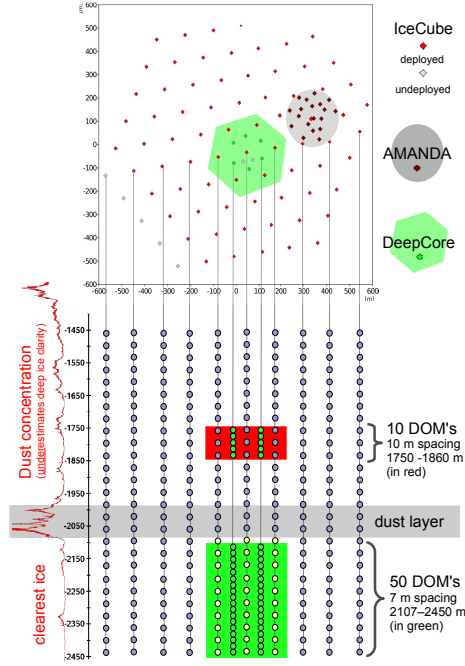 600
500
400
300
200
100
0
-100
-200
-300
-400
-500
-600
-600
-500
-400
-300
-200
-100
0
100
200
300
400
500
600
(m)
IceCube
deployed
undeployed
AMANDA
DeepCore
-1450
-1550
-1650
-1750
-1850
-1950
-2050
-2150
-2250
-2350
-2450
Dust concentration
(underestimates deep ice clarity)
clearest ice
10 DOM's
10 m spacing
1750 -1860 m
(in red)
dust layer
50 DOM's
7 m spacing
2107–2450 m
(in green)